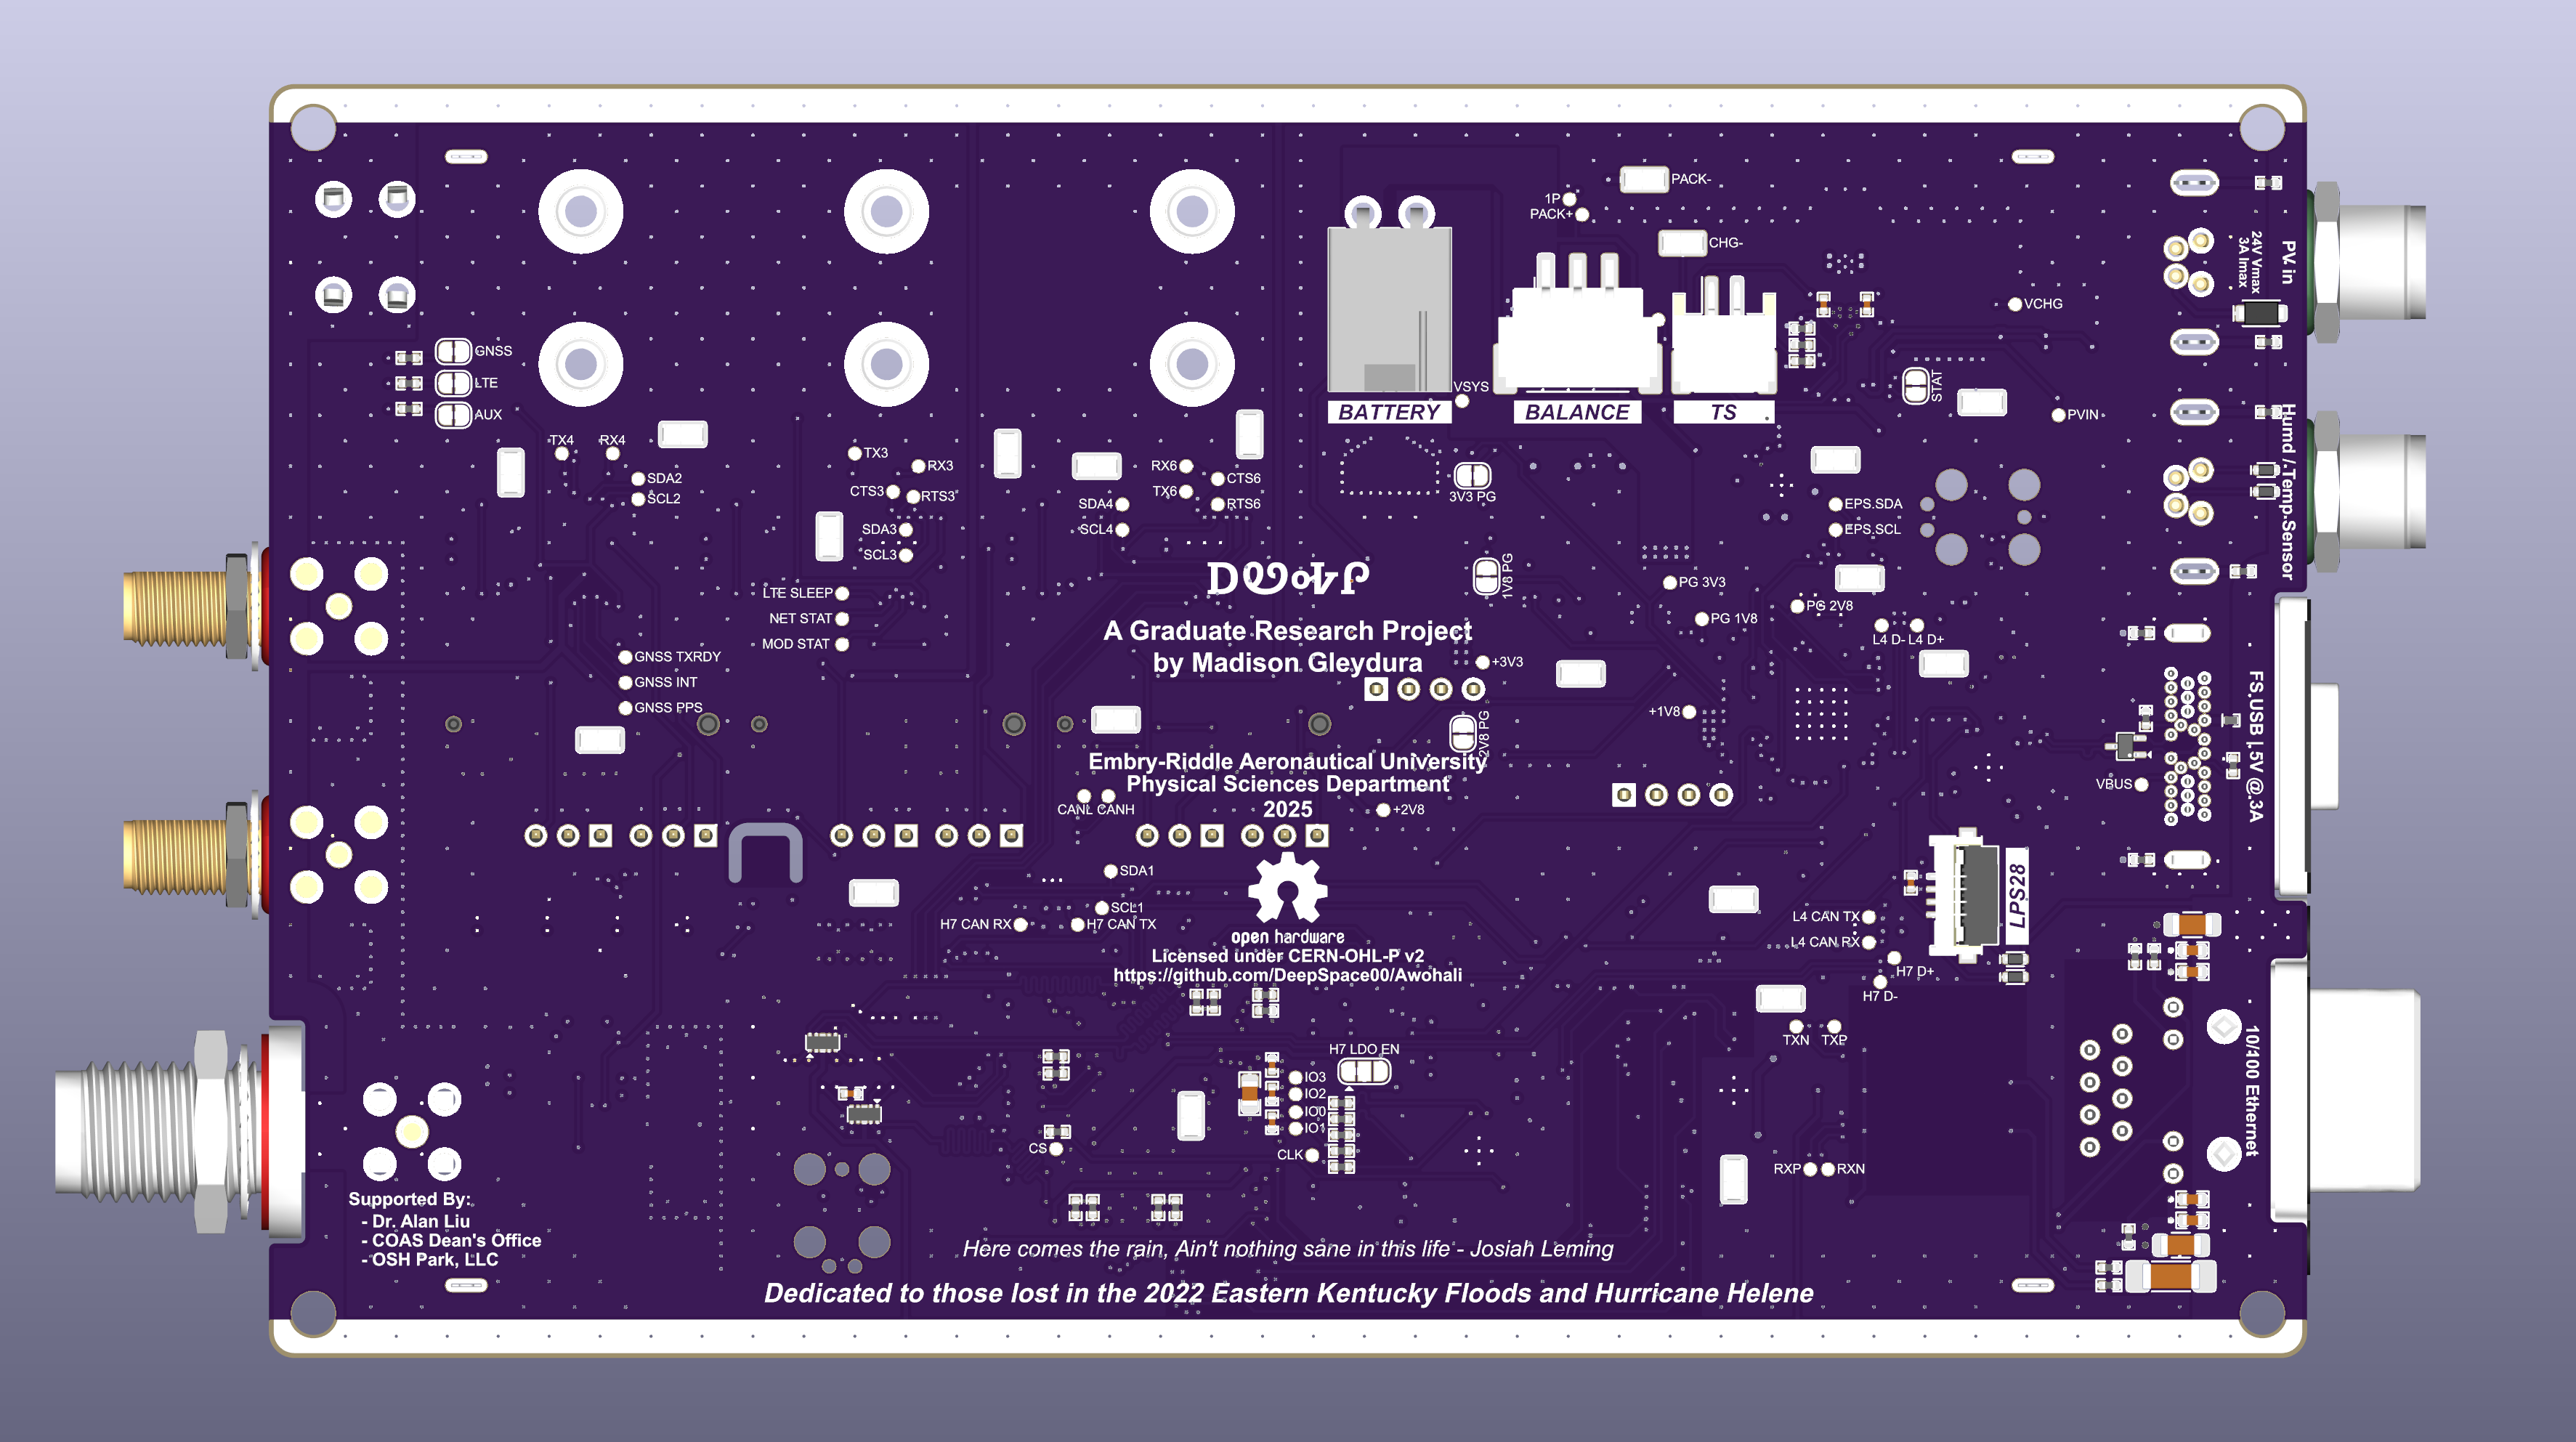 PACK-
1P
PACK+
CHG-
PV in
24V Vmax
3A Imax
VCHG
GNSS
LTE
AUX
VSYS
STAT
BATTERY
BALANCE
TS
PVIN
Humd / Temp Sensor
TX4
RX4
TX3
RX3
RX6
CTS6
SDA2
SCL2
CTS3
RTS3
TX6
RTS6
3V3 PG
SDA4
SCL4
EPS.SDA
EPS.SCL
SDA3
SCL3
ᎠᏬᎭᎵ
1V8 PG
PG 3V3
PG 2V8
PG 1V8
LTE SLEEP
NET STAT
MOD STAT
A Graduate Research Project
by Madison Gleydura
L4 D-
L4 D+
GNSS TXRDY
GNSS INT
GNSS PPS
+3V3
+1V8
2V8 PG
FS USB | 5V @ 3A
Embry-Riddle Aeronautical University
Physical Sciences Department
2025
VBUS
CANL
CANH
+2V8
SDA1
SCL1
H7 CAN RX
H7 CAN TX
LPS28
L4 CAN TX
L4 CAN RX
open hardware
Licensed under CERN-OHL-P v2
https://github.com/DeepSpace00/Awohali
H7 D+
H7 D-
TXN
TXP
10/100 Ethernet
H7 LDO EN
IO3
IO2
IO0
IO1
CS
CLK
RXP
RXN
Supported By:
- Dr. Alan Liu
- COAS Dean's Office
- OSH Park, LLC
Here comes the rain, Ain't nothing sane in this life - Josiah Leming
Dedicated to those lost in the 2022 Eastern Kentucky Floods and Hurricane Helene